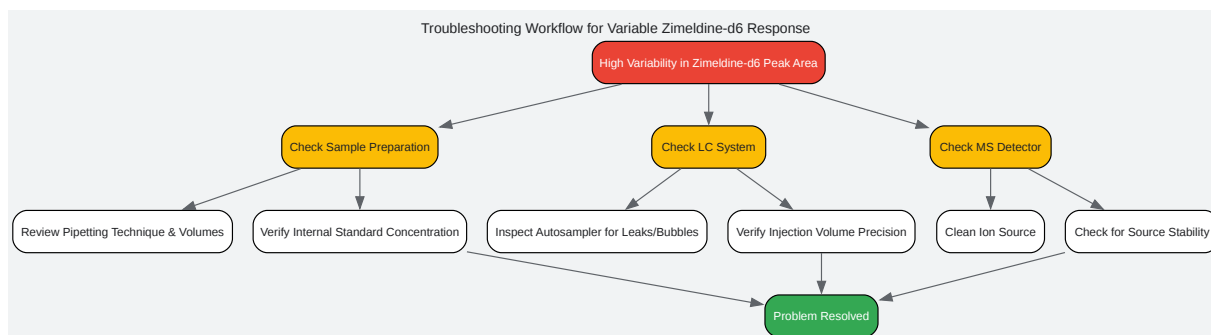 Troubleshooting Workflow for Variable Zimeldine-d6 Response
High Variability in Zimeldine-d6 Peak Area
Check Sample Preparation
Check LC System
Check MS Detector
Review Pipetting Technique & Volumes
Verify Internal Standard Concentration
Inspect Autosampler for Leaks/Bubbles
Verify Injection Volume Precision
Clean Ion Source
Check for Source Stability
Problem Resolved